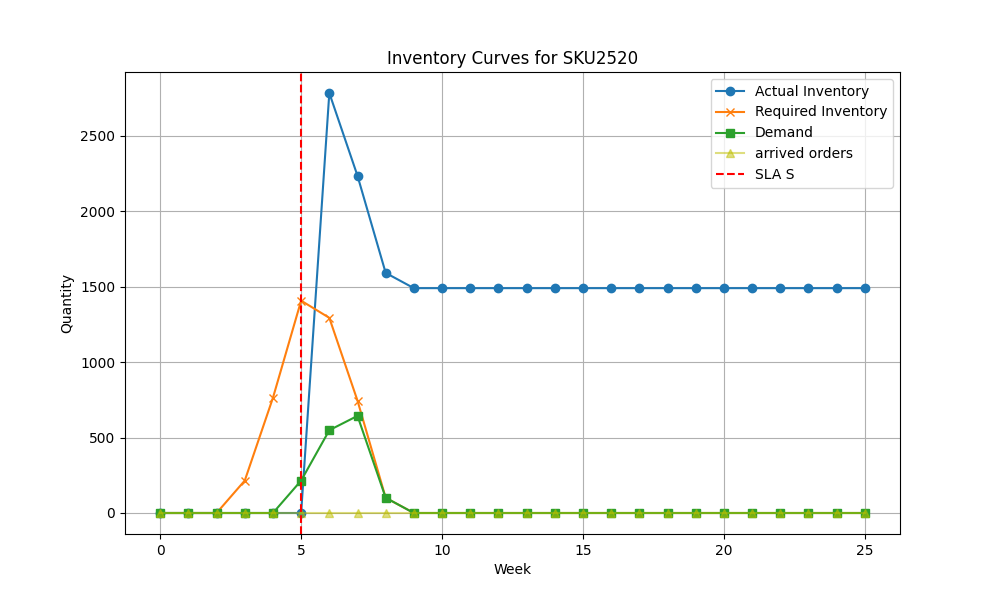 Inventory Curves for SKU2520
Actual Inventory
Required Inventory
Demand
arrived orders
SLA S
Quantity
2500
2000
1500
1000
500
0
0 5 10 15 20 25
Week